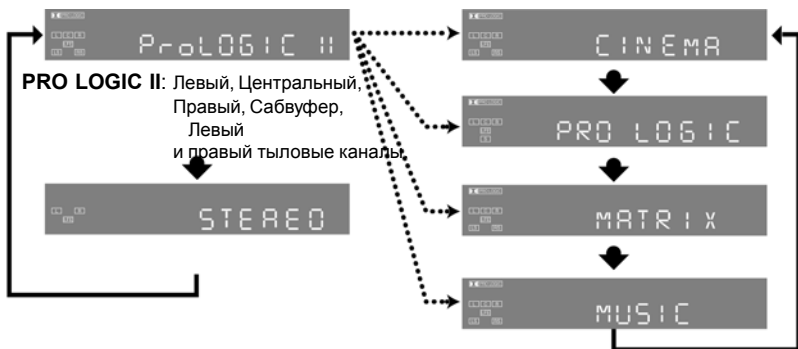 ProLOGIC II
PRO LOGIC II: Левый, Центральный,
Правый, Сабвуфер,
Левый
и правый тыловые каналы
STEREO
CINEMA
PRO LOGIC
MATRIX
MUSIC